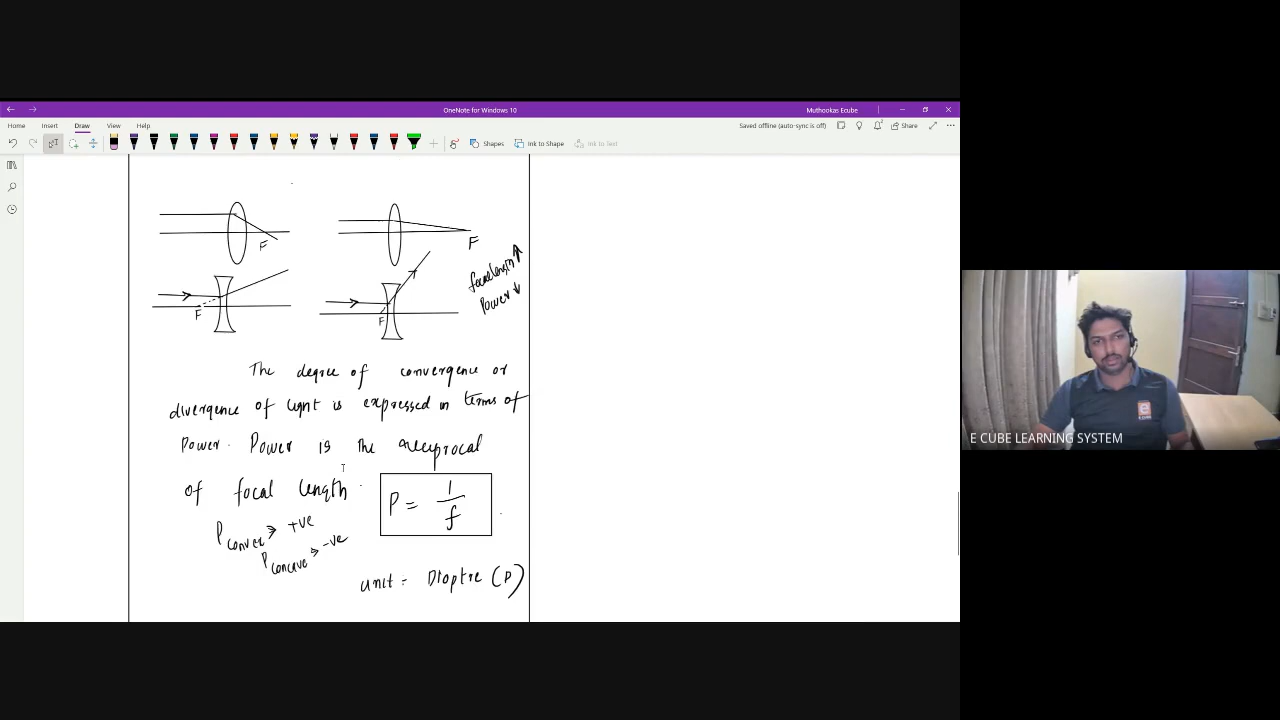 OneNote for Windows 10
Muthookas Ecube
Home Insert Draw View Help
Saved offline (auto-sync is off)
Share
Shapes
Ink to Shape
Ink to Text
F
F
focal length ↑
Power ↓
F
F
The degree of convergence or
divergence of light is expressed in terms of
Power. Power is the reciprocal
of focal length.
P = 1/f
P convex → +ve
P concave → -ve
unit = Dioptre (D)
E CUBE
E CUBE LEARNING SYSTEM